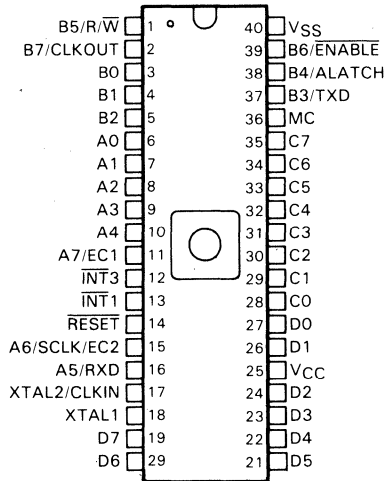 B5/R/W̅ 1 40 VSS
B7/CLKOUT 2 39 B6/E̅N̅A̅B̅L̅E̅
B0 3 38 B4/ALATCH
B1 4 37 B3/TXD
B2 5 36 MC
A0 6 35 C7
A1 7 34 C6
A2 8 33 C5
A3 9 32 C4
A4 10 31 C3
A7/EC1 11 30 C2
I̅N̅T̅3 12 29 C1
I̅N̅T̅1 13 28 C0
R̅E̅S̅E̅T̅ 14 27 D0
A6/SCLK/EC2 15 26 D1
A5/RXD 16 25 VCC
XTAL2/CLKIN 17 24 D2
XTAL1 18 23 D3
D7 19 22 D4
D6 29 21 D5